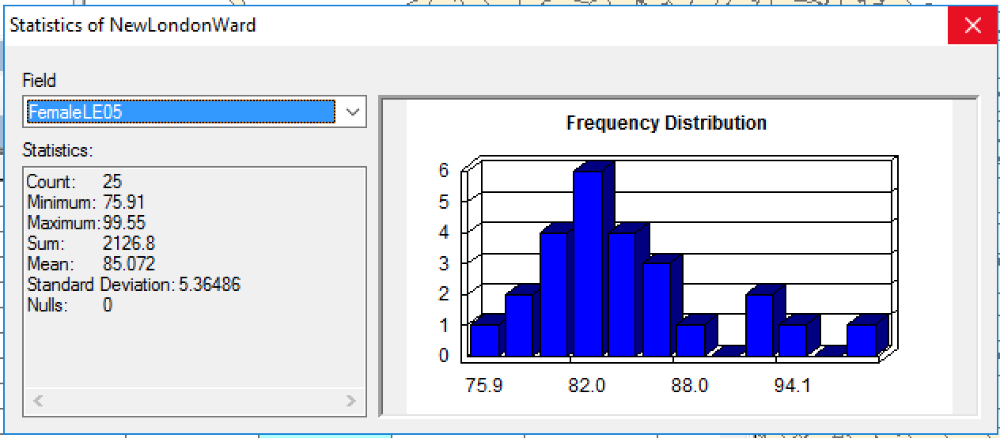 Statistics of NewLondonWard
Field
FemaleLE05
Statistics:
Count: 25
Minimum: 75.91
Maximum: 99.55
Sum: 2126.8
Mean: 85.072
Standard Deviation: 5.36486
Nulls: 0
Frequency Distribution
6
5
4
3
2
1
0
75.9 82.0 88.0 94.1